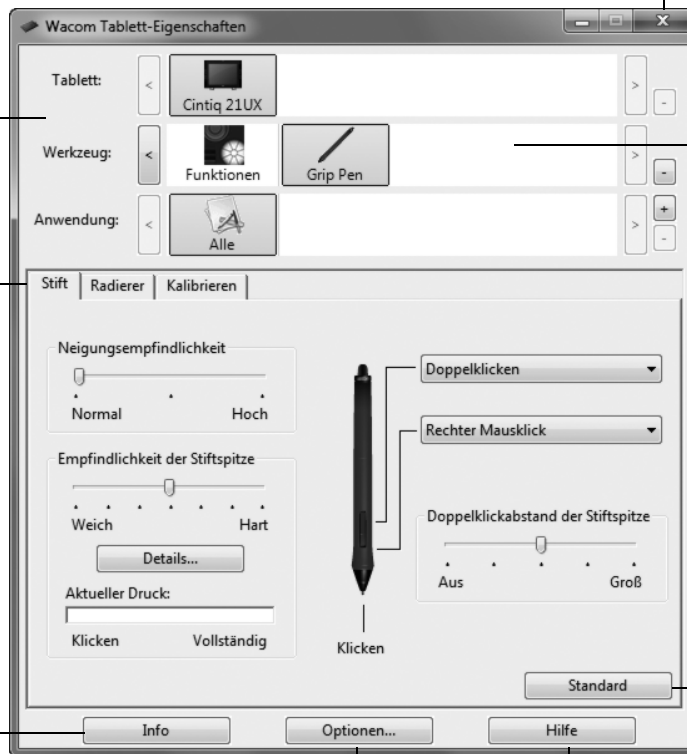 Wacom Tablett-Eigenschaften
Tablett:
Cintiq 21UX
Werkzeug:
Funktionen
Grip Pen
Anwendung:
Alle
Stift
Radierer
Kalibrieren
Neigungsempfindlichkeit
Normal
Hoch
Empfindlichkeit der Stiftspitze
Weich
Hart
Details...
Aktueller Druck:
Klicken
Vollständig
Klicken
Doppelklicken
Rechter Mausklick
Doppelklickabstand der Stiftspitze
Aus
Groß
Standard
Info
Optionen...
Hilfe